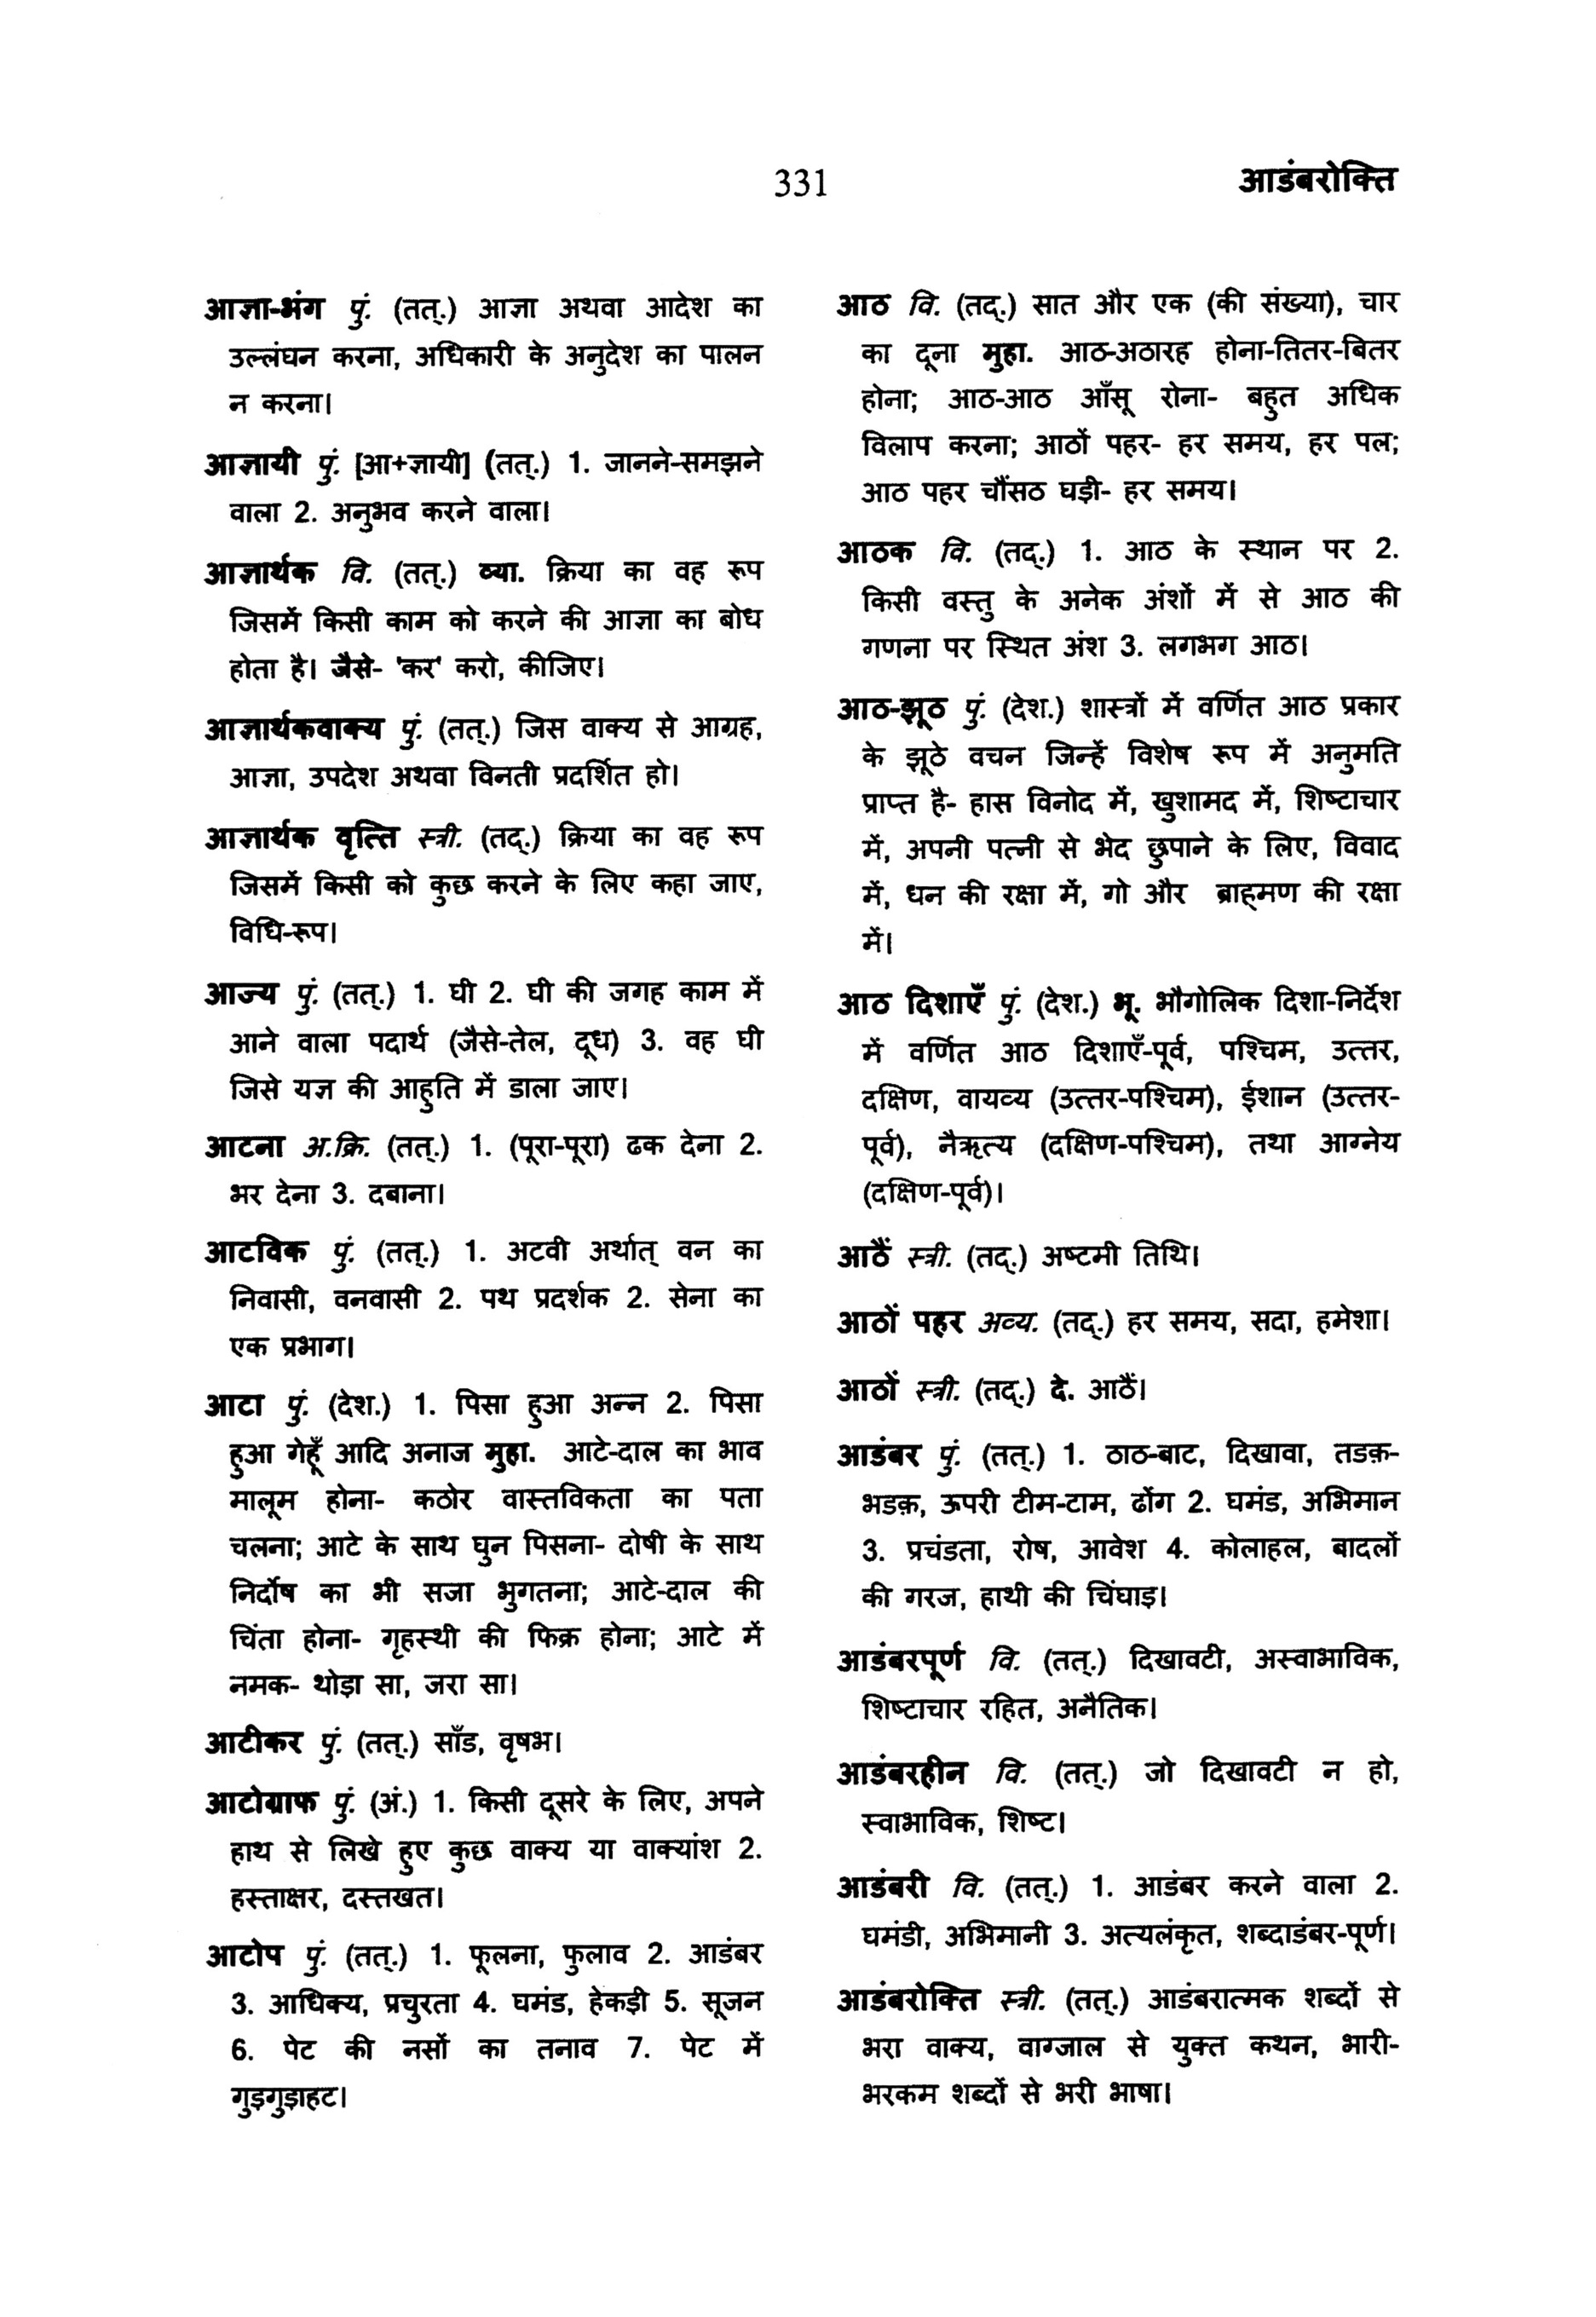 331
आडंबरोक्ति
आज्ञा-भंग पुं. (तत्.) आज्ञा अथवा आदेश का
उल्लंघन करना, अधिकारी के अनुदेश का पालन
न करना।
आज्ञायी पुं. [आ+ज्ञायी] (तत्.) 1. जानने-समझने
वाला 2. अनुभव करने वाला।
आज्ञार्थक वि. (तत्.) व्या. क्रिया का वह रूप
जिसमें किसी काम को करने की आज्ञा का बोध
होता है। जैसे- 'कर' करो, कीजिए।
आज्ञार्थकवाक्य पुं. (तत्.) जिस वाक्य से आग्रह,
आज्ञा, उपदेश अथवा विनती प्रदर्शित हो।
आज्ञार्थक वृत्ति स्त्री. (तद्.) क्रिया का वह रूप
जिसमें किसी को कुछ करने के लिए कहा जाए,
विधि-रूप।
आज्य पुं. (तत्.) 1. घी 2. घी की जगह काम में
आने वाला पदार्थ (जैसे-तेल, दूध) 3. वह घी
जिसे यज्ञ की आहुति में डाला जाए।
आटना अ.क्रि. (तत्.) 1. (पूरा-पूरा) ढक देना 2.
भर देना 3. दबाना।
आटविक पुं. (तत्.) 1. अटवी अर्थात् वन का
निवासी, वनवासी 2. पथ प्रदर्शक 2. सेना का
एक प्रभाग।
आटा पुं. (देश.) 1. पिसा हुआ अन्न 2. पिसा
हुआ गेहूँ आदि अनाज मुहा. आटे-दाल का भाव
मालूम होना- कठोर वास्तविकता का पता
चलना; आटे के साथ घुन पिसना- दोषी के साथ
निर्दोष का भी सजा भुगतना; आटे-दाल की
चिंता होना- गृहस्थी की फिक्र होना; आटे में
नमक- थोड़ा सा, जरा सा।
आटीकर पुं. (तत्.) साँड, वृषभ।
आटोग्राफ पुं. (अं.) 1. किसी दूसरे के लिए, अपने
हाथ से लिखे हुए कुछ वाक्य या वाक्यांश 2.
हस्ताक्षर, दस्तखत।
आटोप पुं. (तत्.) 1. फूलना, फुलाव 2. आडंबर
3. आधिक्य, प्रचुरता 4. घमंड, हेकड़ी 5. सूजन
6. पेट की नसों का तनाव 7. पेट में
गुड़गुड़ाहट।
आठ वि. (तद्.) सात और एक (की संख्या), चार
का दूना मुहा. आठ-अठारह होना-तितर-बितर
होना; आठ-आठ आँसू रोना- बहुत अधिक
विलाप करना; आठों पहर- हर समय, हर पल;
आठ पहर चौंसठ घड़ी- हर समय।
आठक वि. (तद्.) 1. आठ के स्थान पर 2.
किसी वस्तु के अनेक अंशों में से आठ की
गणना पर स्थित अंश 3. लगभग आठ।
आठ-झूठ पुं. (देश.) शास्त्रों में वर्णित आठ प्रकार
के झूठे वचन जिन्हें विशेष रूप में अनुमति
प्राप्त है- हास विनोद में, खुशामद में, शिष्टाचार
में, अपनी पत्नी से भेद छुपाने के लिए, विवाद
में, धन की रक्षा में, गो और ब्राह्मण की रक्षा
में।
आठ दिशाएँ पुं. (देश.) भू. भौगोलिक दिशा-निर्देश
में वर्णित आठ दिशाएँ-पूर्व, पश्चिम, उत्तर,
दक्षिण, वायव्य (उत्तर-पश्चिम), ईशान (उत्तर-
पूर्व), नैऋत्य (दक्षिण-पश्चिम), तथा आग्नेय
(दक्षिण-पूर्व)।
आठैं स्त्री. (तद्.) अष्टमी तिथि।
आठों पहर अव्य. (तद्.) हर समय, सदा, हमेशा।
आठों स्त्री. (तद्.) दे. आठैं।
आडंबर पुं. (तत्.) 1. ठाठ-बाट, दिखावा, तडक़-
भडक़, ऊपरी टीम-टाम, ढोंग 2. घमंड, अभिमान
3. प्रचंडता, रोष, आवेश 4. कोलाहल, बादलों
की गरज, हाथी की चिंघाड़।
आडंबरपूर्ण वि. (तत्.) दिखावटी, अस्वाभाविक,
शिष्टाचार रहित, अनैतिक।
आडंबरहीन वि. (तत्.) जो दिखावटी न हो,
स्वाभाविक, शिष्ट।
आडंबरी वि. (तत्.) 1. आडंबर करने वाला 2.
घमंडी, अभिमानी 3. अत्यलंकृत, शब्दाडंबर-पूर्ण।
आडंबरोक्ति स्त्री. (तत्.) आडंबरात्मक शब्दों से
भरा वाक्य, वाग्जाल से युक्त कथन, भारी-
भरकम शब्दों से भरी भाषा।